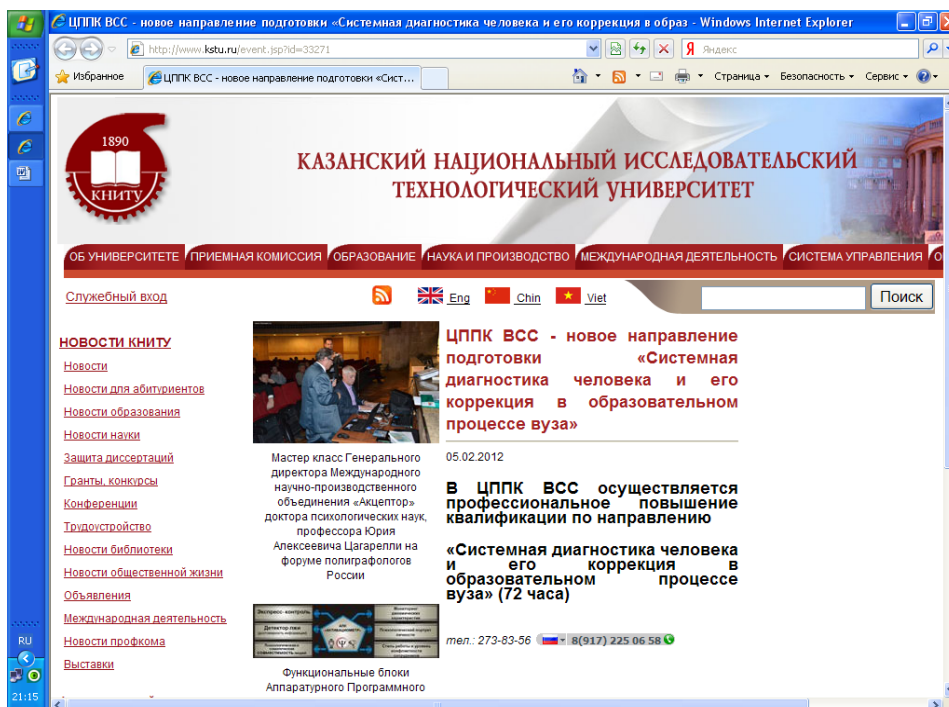 ЦППК ВСС - новое направление подготовки «Системная диагностика человека и его коррекция в образ - Windows Internet Explorer
http://www.kstu.ru/event.jsp?id=33271
Яндекс
Избранное
ЦППК ВСС - новое направление подготовки «Сист...
Страница
Безопасность
Сервис
1890
КНИТУ
КАЗАНСКИЙ НАЦИОНАЛЬНЫЙ ИССЛЕДОВАТЕЛЬСКИЙ
ТЕХНОЛОГИЧЕСКИЙ УНИВЕРСИТЕТ
ОБ УНИВЕРСИТЕТЕ ПРИЕМНАЯ КОМИССИЯ ОБРАЗОВАНИЕ НАУКА И ПРОИЗВОДСТВО МЕЖДУНАРОДНАЯ ДЕЯТЕЛЬНОСТЬ СИСТЕМА УПРАВЛЕНИЯ О
Служебный вход
Eng Chin Viet
Поиск
НОВОСТИ КНИТУ
Новости
Новости для абитуриентов
Новости образования
Новости науки
Защита диссертаций
Гранты, конкурсы
Конференции
Трудоустройство
Новости библиотеки
Новости общественной жизни
Объявления
Международная деятельность
Новости профкома
Выставки
Мастер класс Генерального
директора Международного
научно-производственного
объединения «Акцептор»
доктора психологических наук,
профессора Юрия
Алексеевича Цагарелли на
форуме полиграфологов
России
Экспресс-контроль
Детектор лжи
Функциональные блоки
Аппаратурного Программного
ЦППК ВСС - новое направление
подготовки «Системная
диагностика человека и его
коррекция в образовательном
процессе вуза»
05.02.2012
В ЦППК ВСС осуществляется
профессиональное повышение
квалификации по направлению
«Системная диагностика человека
и его коррекция в
образовательном процессе
вуза» (72 часа)
тел.: 273-83-56 8(917) 225 06 58
RU
21:15